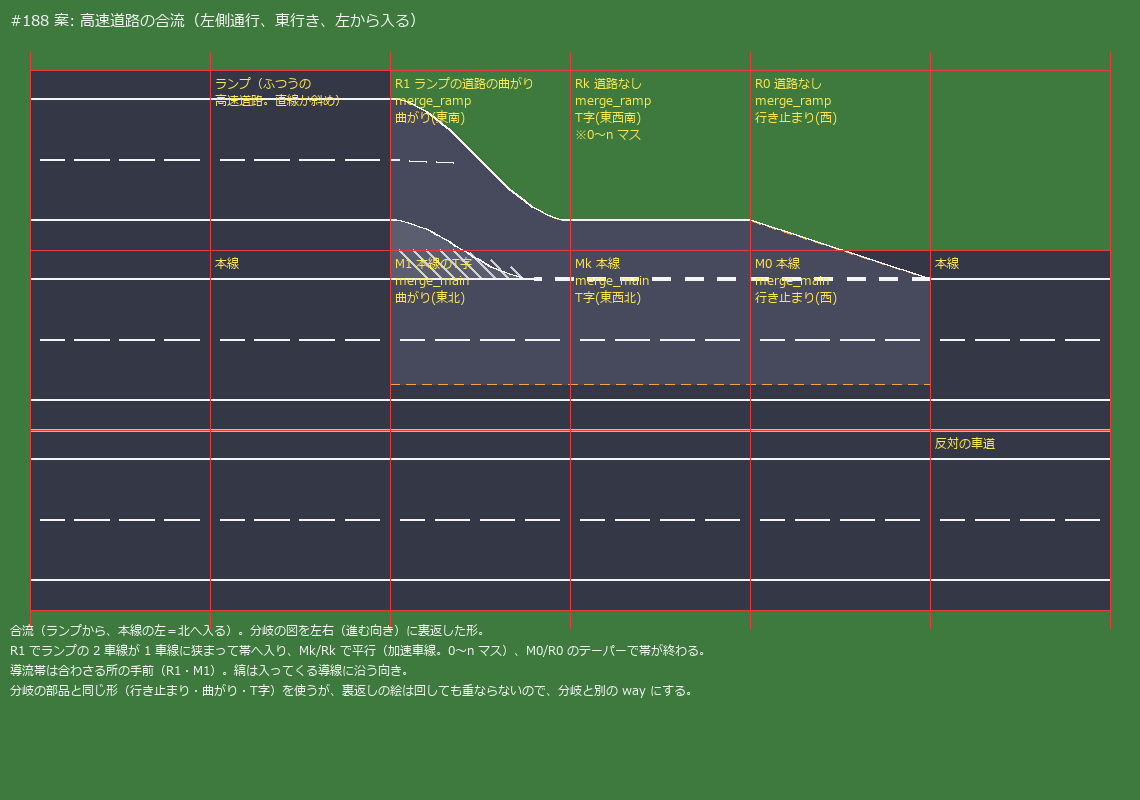 #188 案: 高速道路の合流（左側通行、東行き、左から入る）
ランプ（ふつうの
高速道路。直線か斜め）
R1 ランプの道路の曲がり
merge_ramp
曲がり(東南)
Rk 道路なし
merge_ramp
T字(東西南)
※0～n マス
R0 道路なし
merge_ramp
行き止まり(西)
本線
M1 本線のT字
merge_main
曲がり(東北)
Mk 本線
merge_main
T字(東西北)
M0 本線
merge_main
行き止まり(西)
本線
反対の車道
合流（ランプから、本線の左＝北へ入る）。分岐の図を左右（進む向き）に裏返した形。
R1 でランプの 2 車線が 1 車線に狭まって帯へ入り、Mk/Rk で平行（加速車線。0～n マス）、M0/R0 のテーパーで帯が終わる。
導流帯は合わさる所の手前（R1・M1）。縞は入ってくる導線に沿う向き。
分岐の部品と同じ形（行き止まり・曲がり・T字）を使うが、裏返しの絵は回しても重ならないので、分岐と別の way にする。